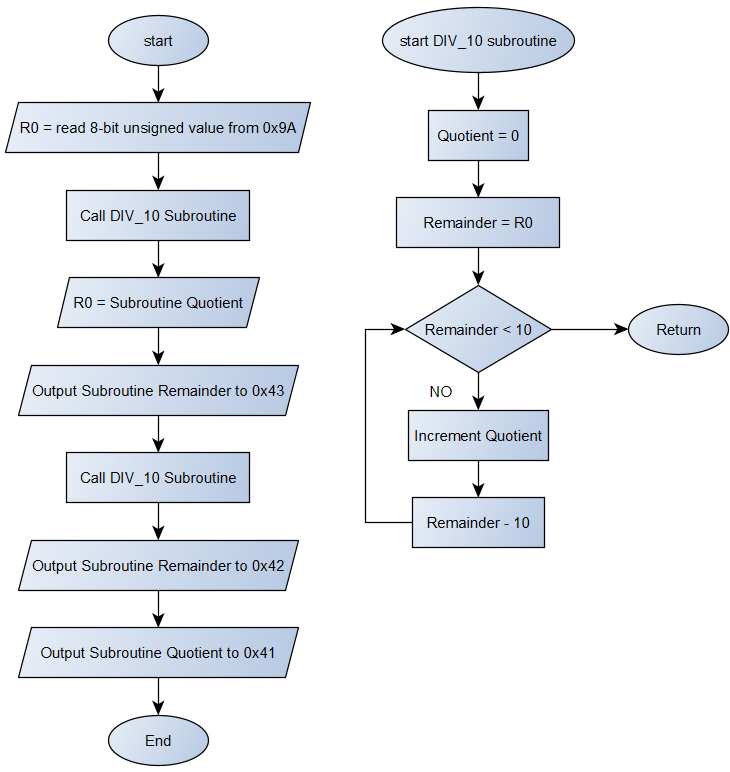 start
R0 = read 8-bit unsigned value from 0x9A
Call DIV_10 Subroutine
R0 = Subroutine Quotient
Output Subroutine Remainder to 0x43
Call DIV_10 Subroutine
Output Subroutine Remainder to 0x42
Output Subroutine Quotient to 0x41
End
start DIV_10 subroutine
Quotient = 0
Remainder = R0
Remainder < 10
Return
NO
Increment Quotient
Remainder - 10